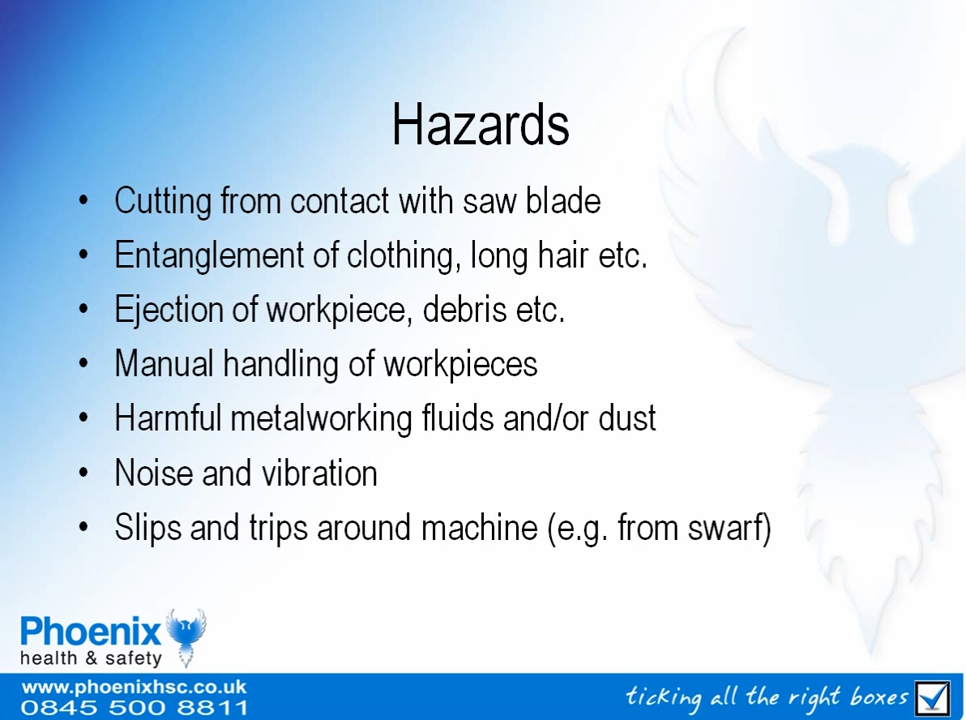 Hazards
• Cutting from contact with saw blade
• Entanglement of clothing, long hair etc.
• Ejection of workpiece, debris etc.
• Manual handling of workpieces
• Harmful metalworking fluids and/or dust
• Noise and vibration
• Slips and trips around machine (e.g. from swarf)
Phoenix
health & safety
www.phoenixhsc.co.uk
0845 500 8811
ticking all the right boxes